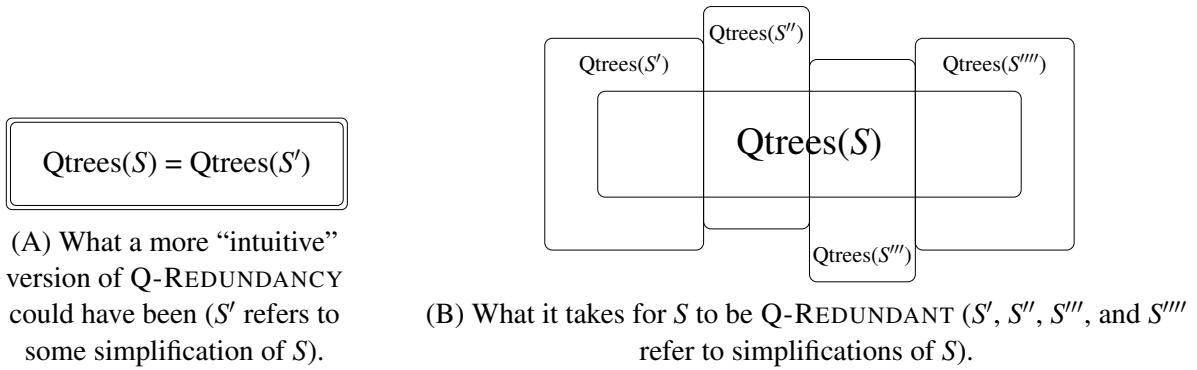 Qtrees(S) = Qtrees(S′)
(A) What a more “intuitive”
version of Q-REDUNDANCY
could have been (S′ refers to
some simplification of S).
Qtrees(S′)
Qtrees(S′′)
Qtrees(S′′′′)
Qtrees(S)
Qtrees(S′′′)
(B) What it takes for S to be Q-REDUNDANT (S′, S′′, S′′′, and S′′′′
refer to simplifications of S).